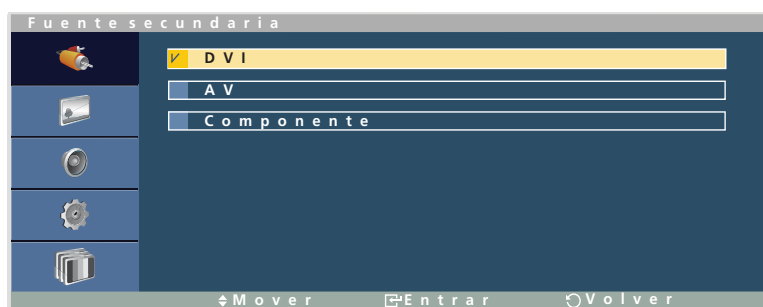 Fuente secundaria
DVI
AV
Componente
Mover Entrar Volver